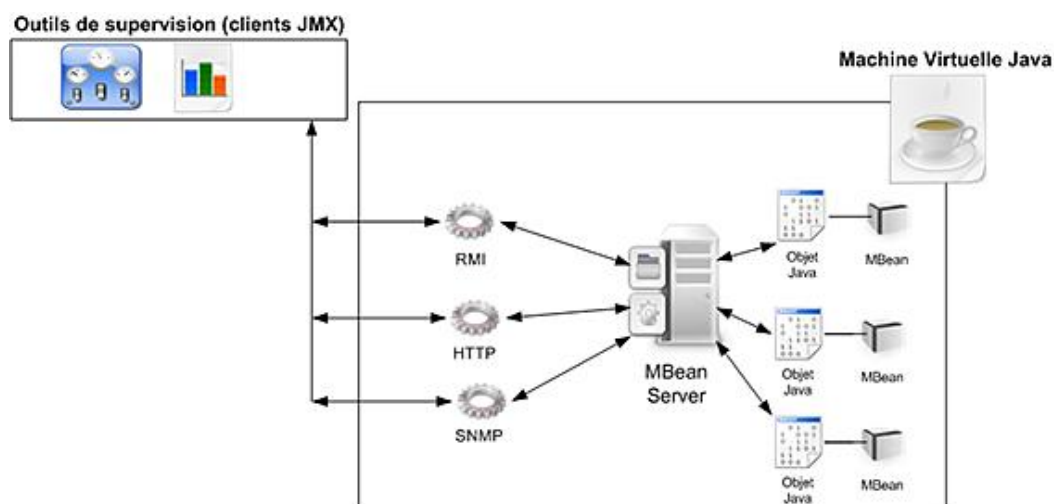 Outils de supervision (clients JMX)
Machine Virtuelle Java
RMI
HTTP
SNMP
MBean
Server
Objet
Java
MBean
Objet
Java
MBean
Objet
Java
MBean